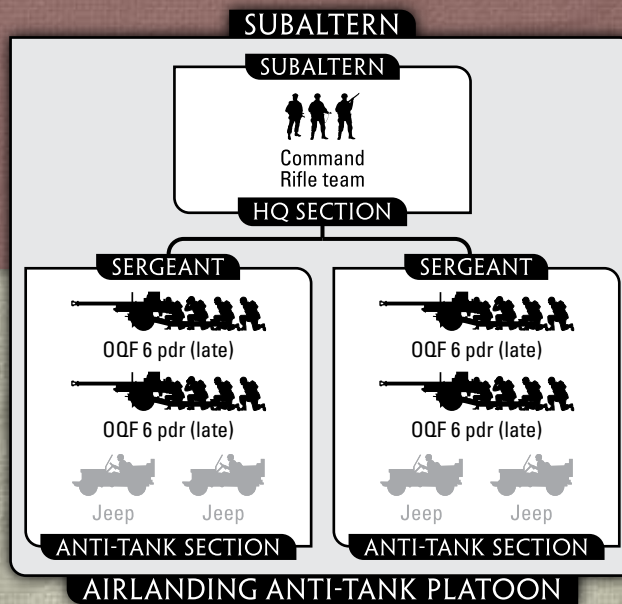 SUBALTERN
SUBALTERN
Command
Rifle team
HQ SECTION
SERGEANT
OQF 6 pdr (late)
OQF 6 pdr (late)
Jeep Jeep
ANTI-TANK SECTION
SERGEANT
OQF 6 pdr (late)
OQF 6 pdr (late)
Jeep Jeep
ANTI-TANK SECTION
AIRLANDING ANTI-TANK PLATOON